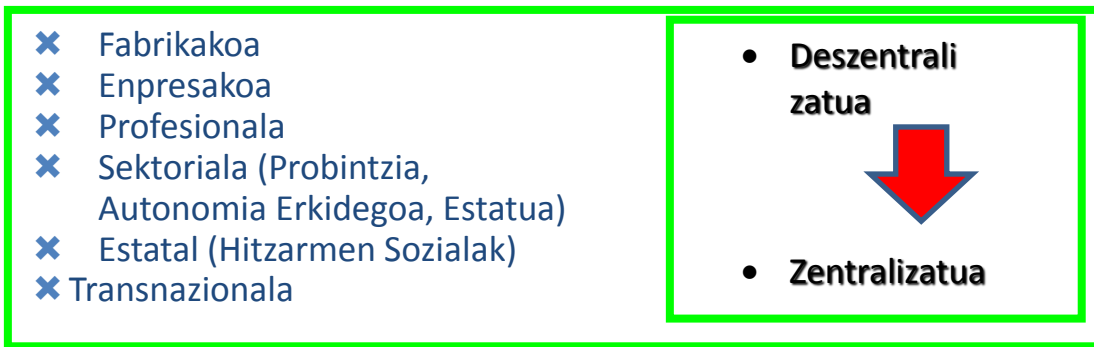 Fabrikakoa
Enpresakoa
Profesionala
Sektoriala (Probintzia,
Autonomia Erkidegoa, Estatua)
Estatal (Hitzarmen Sozialak)
Transnazionala
• Deszentrali
zatua
• Zentralizatua